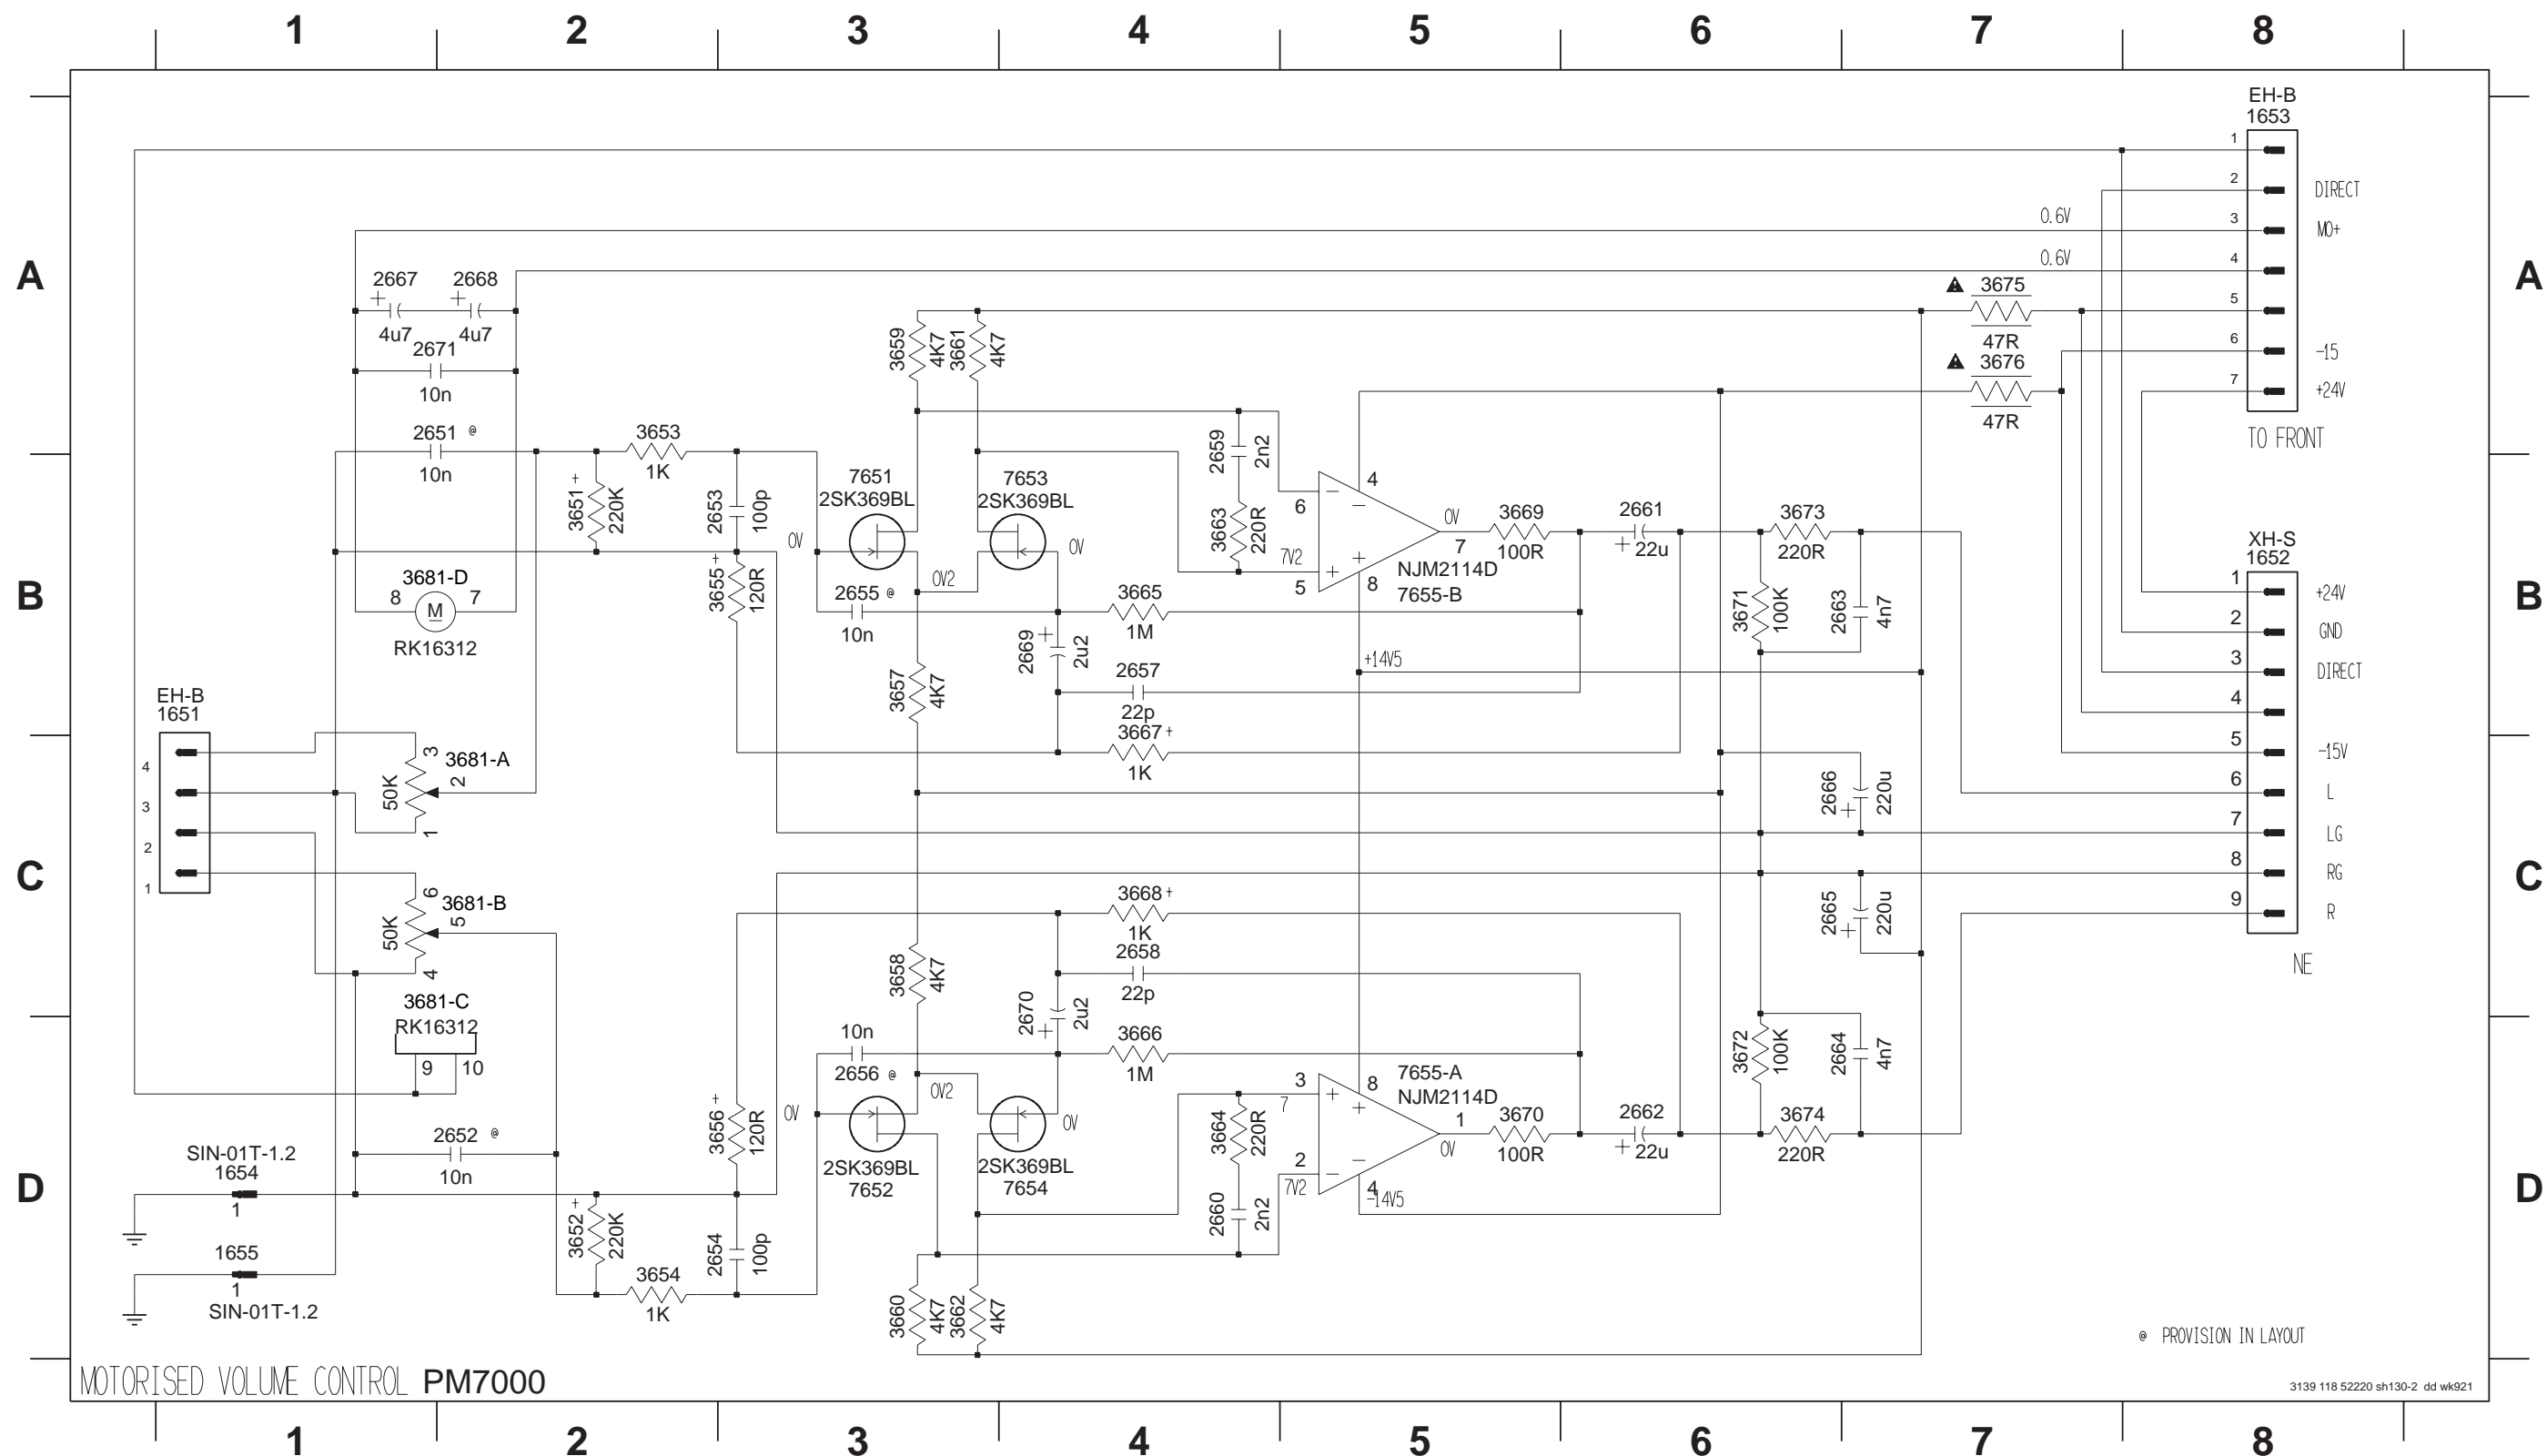 1 2 3 4 5 6 7 8
EH-B
1653
1
2 DIRECT
0.6V 3 MO+
A 0.6V 4 A
2667 2668
+ +
4u7 4u7
3675 5
47R
2671
10n
3659 4K7 3661 4K7
6 -15
3676 7 +24V
47R
TO FRONT
2651 @
10n
3653
1K
3651 +
220K
2653
100p
7651
2SK369BL
7653
2SK369BL
0V 0V
0V2
2659
2n2
3663
220R
7V2
4
6 −
−
+
5 +
8
0V
7
NJM2114D
7655-B
3669
100R
2661
+ 22u
3673
220R
XH-S
1652
B B
3681-D
8 M 7
RK16312
3655 +
120R
2655 @
10n
3665
1M
2669 +
2u2
3671
100K
2663
4n7
1 +24V
2 GND
3 DIRECT
4
5 -15V
6 L
7 LG
8 RG
9 R
NE
+14V5
3657
4K7
2657
22p
3667 +
1K
EH-B
1651
4
3
2
1
3
3681-A
2
50K
1
2666
+
220u
C C
6
3681-B
5
50K
4
3668 +
1K
2665
+
220u
3658
4K7
2658
22p
3681-C
RK16312
9 10
2670
+
2u2
10n
2656 @
3666
1M
3672
100K
2664
4n7
0V2
0V 0V
3656 +
120R
2SK369BL
7652
2SK369BL
7654
3664
220R
2660
2n2
3
7
+
+
8
7655-A
NJM2114D
1
0V
2
7V2
−
−
4
-14V5
3670
100R
2662
+ 22u
3674
220R
D D
2652 @
10n
SIN-01T-1.2
1654
1
1655
1
SIN-01T-1.2
3652 +
220K
2654
100p
3654
1K
3660 4K7 3662 4K7
@ PROVISION IN LAYOUT
MOTORISED VOLUME CONTROL PM7000
3139 118 52220 sh130-2 dd wk921
1 2 3 4 5 6 7 8